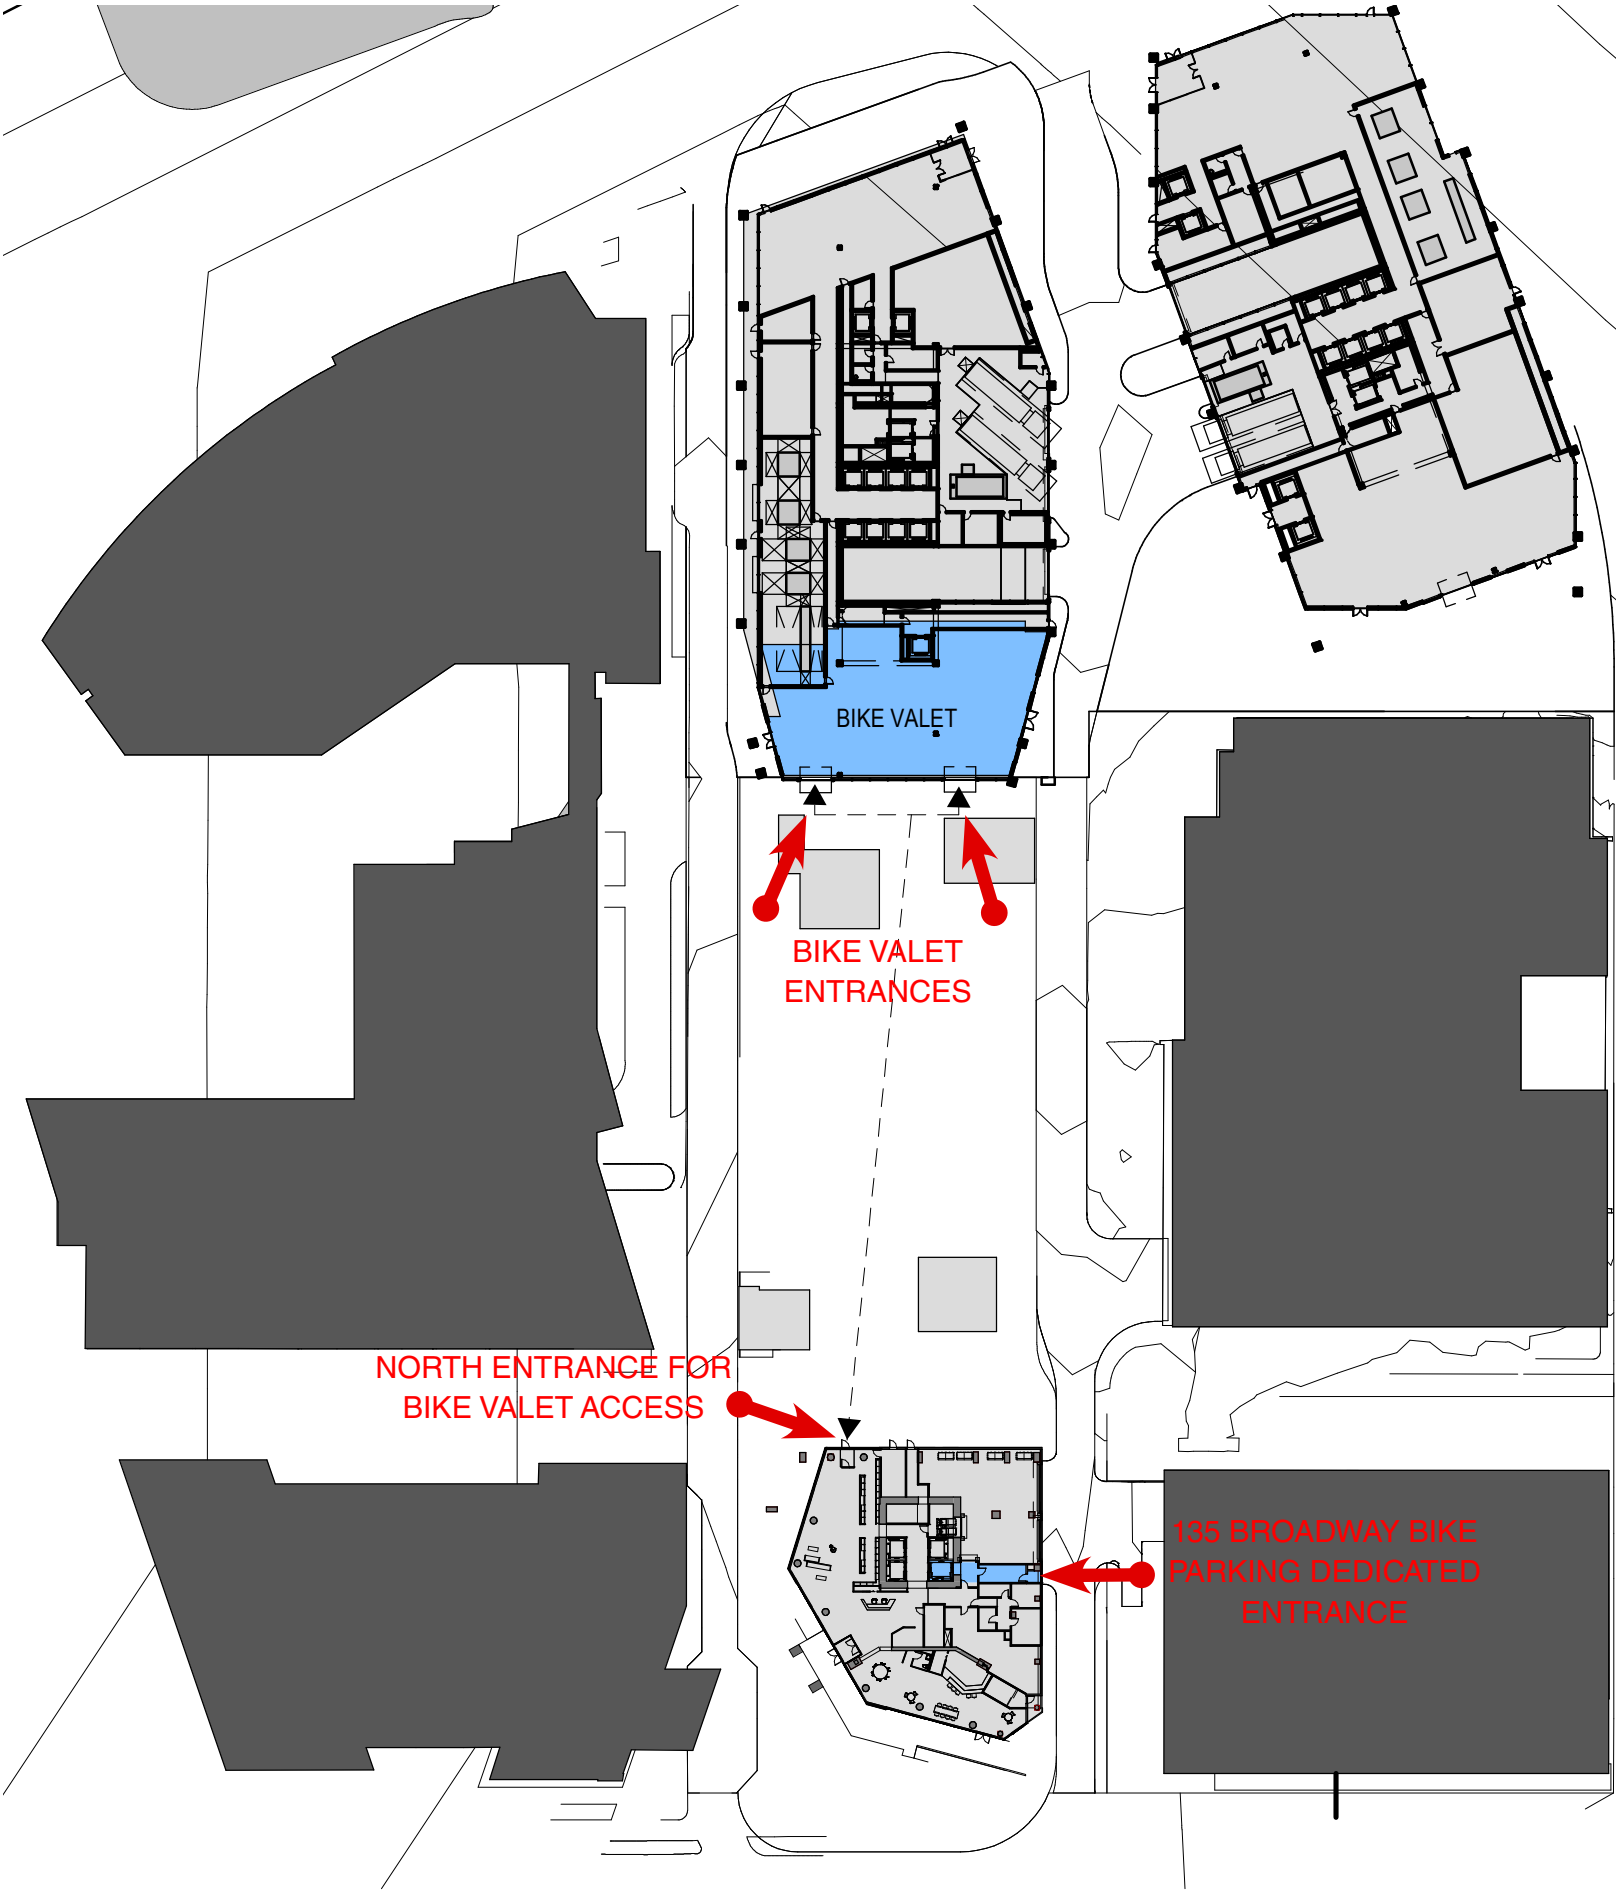 BIKE VALET
BIKE VALET
ENTRANCES
NORTH ENTRANCE FOR
BIKE VALET ACCESS
135 BROADWAY BIKE
PARKING DEDICATED
ENTRANCE